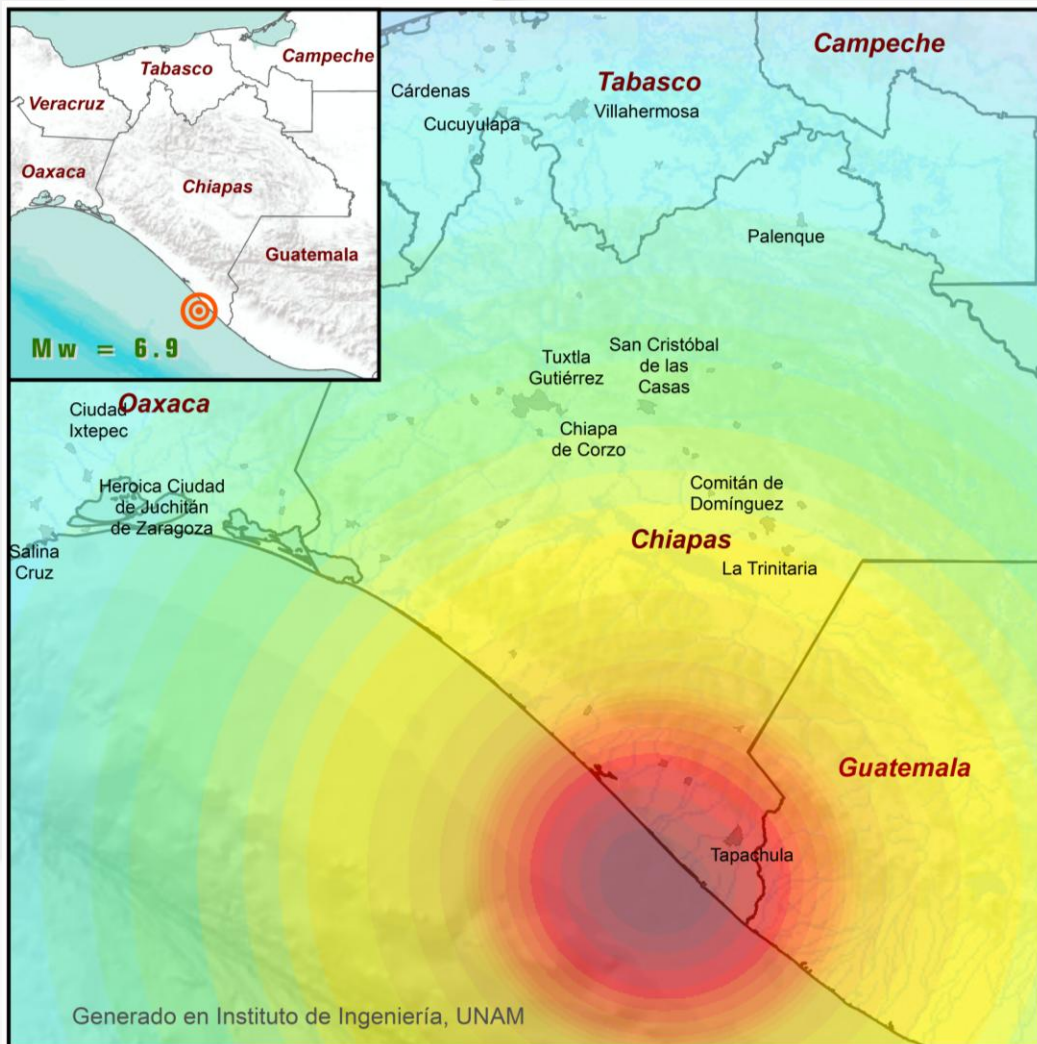 Campeche
Tabasco
Veracruz
Oaxaca
Chiapas
Guatemala
Mw = 6.9
Campeche
Tabasco
Cárdenas
Villahermosa
Cucuyulapa
Palenque
San Cristóbal
de las
Casas
Tuxtla
Gutiérrez
Oaxaca
Ciudad
Ixtepec
Chiapa
de Corzo
Heroica Ciudad
de Juchitán
de Zaragoza
Comitán de
Domínguez
Salina
Cruz
Chiapas
La Trinitaria
Guatemala
Tapachula
Generado en Instituto de Ingeniería, UNAM